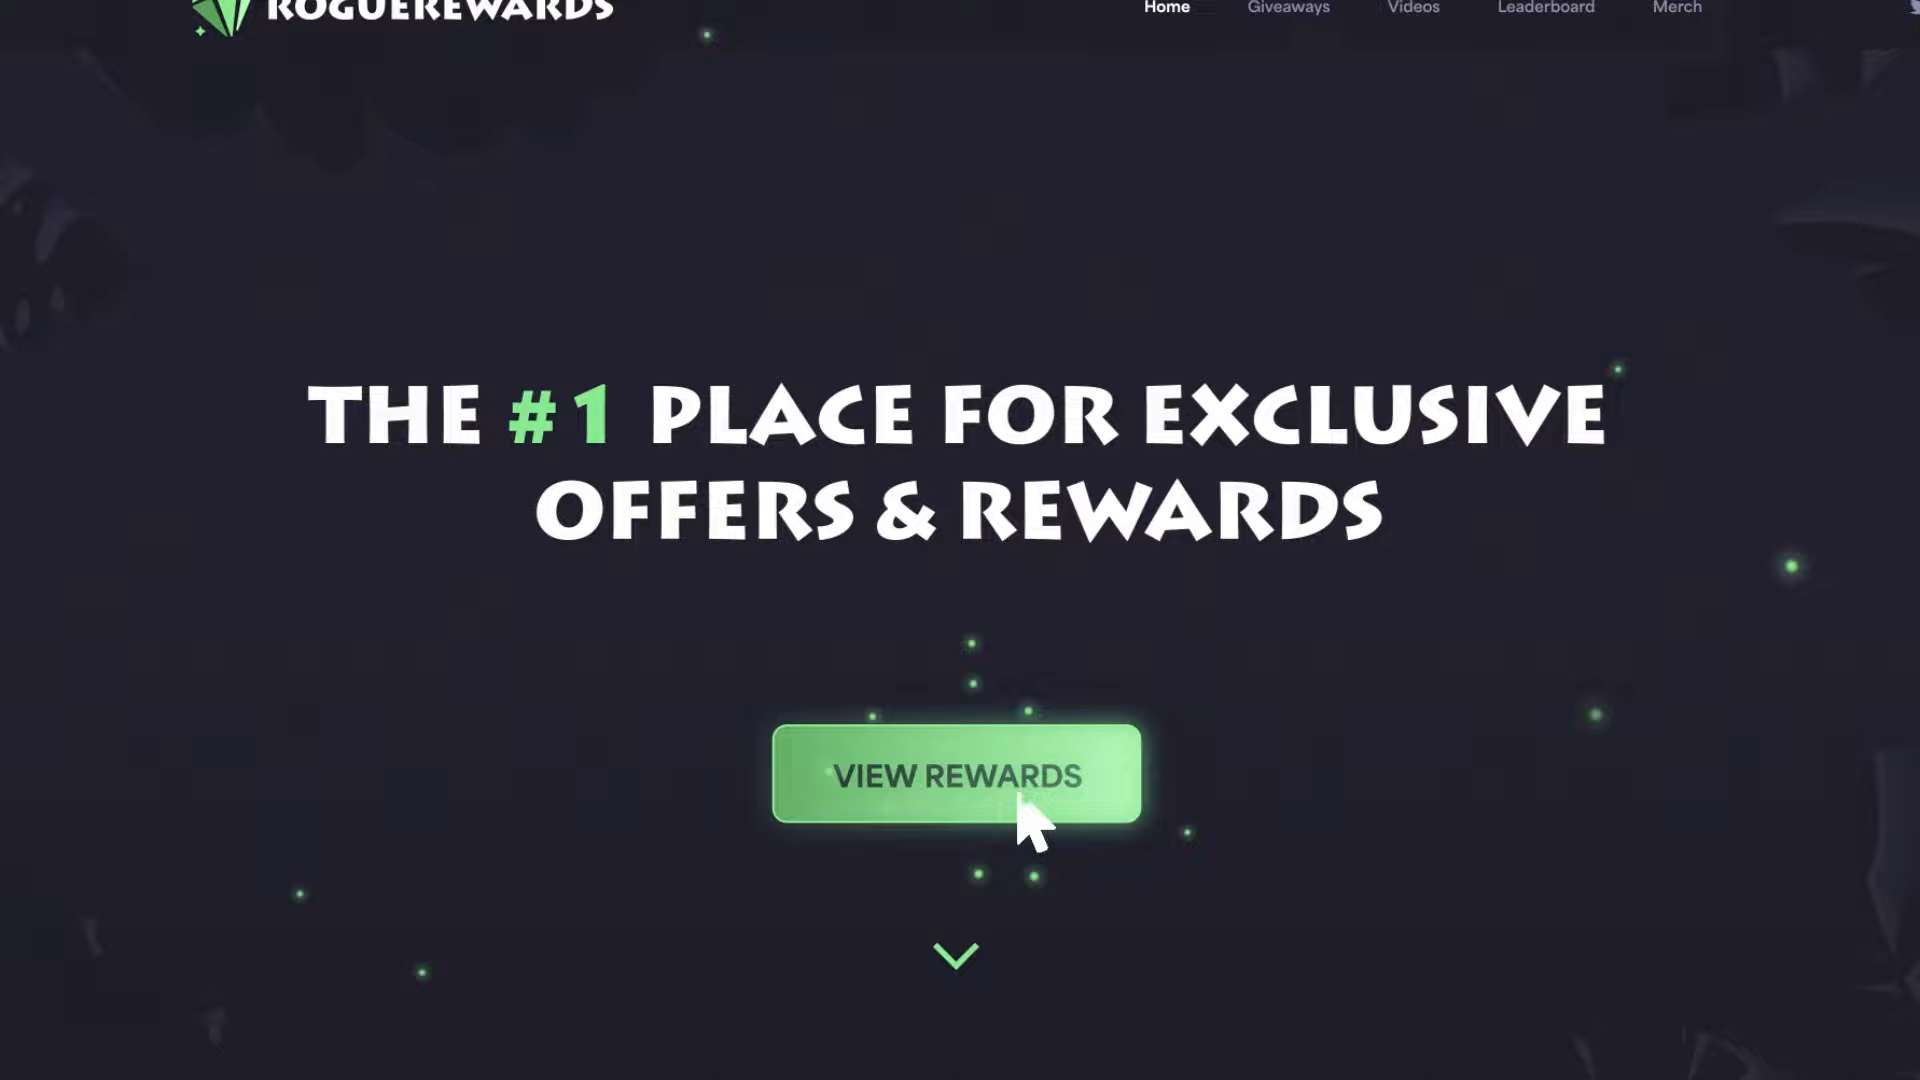 ROGUEREWARDS
Home Giveaways Videos Leaderboard Merch
THE #1 PLACE FOR EXCLUSIVE
OFFERS & REWARDS
VIEW REWARDS